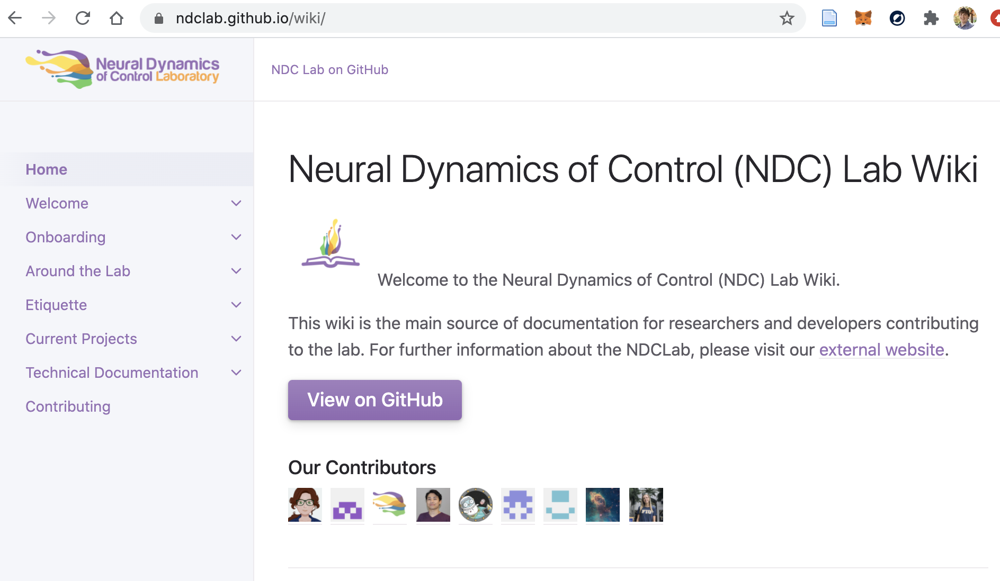 ndclab.github.io/wiki/
Neural Dynamics
of Control Laboratory
NDC Lab on GitHub
Home
Welcome
Onboarding
Around the Lab
Etiquette
Current Projects
Technical Documentation
Contributing
Neural Dynamics of Control (NDC) Lab Wiki
Welcome to the Neural Dynamics of Control (NDC) Lab Wiki.
This wiki is the main source of documentation for researchers and developers contributing
to the lab. For further information about the NDCLab, please visit our external website.
View on GitHub
Our Contributors
FIU